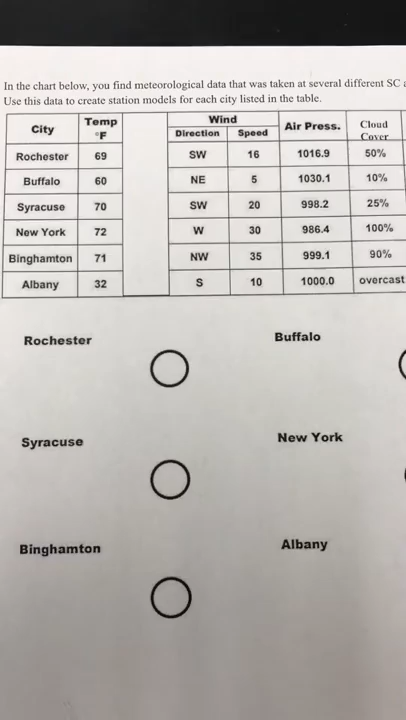 In the chart below, you find meteorological data that was taken at several different SC
Use this data to create station models for each city listed in the table.
City Temp °F Wind Direction Speed Air Press. Cloud Cover
Rochester 69 SW 16 1016.9 50%
Buffalo 60 NE 5 1030.1 10%
Syracuse 70 SW 20 998.2 25%
New York 72 W 30 986.4 100%
Binghamton 71 NW 35 999.1 90%
Albany 32 S 10 1000.0 overcast
Rochester Buffalo
Syracuse New York
Binghamton Albany